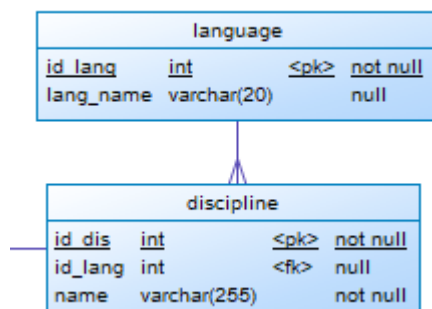 language
id_lang int <pk> not null
lang_name varchar(20) null
discipline
id_dis int <pk> not null
id_lang int <fk> null
name varchar(255) not null